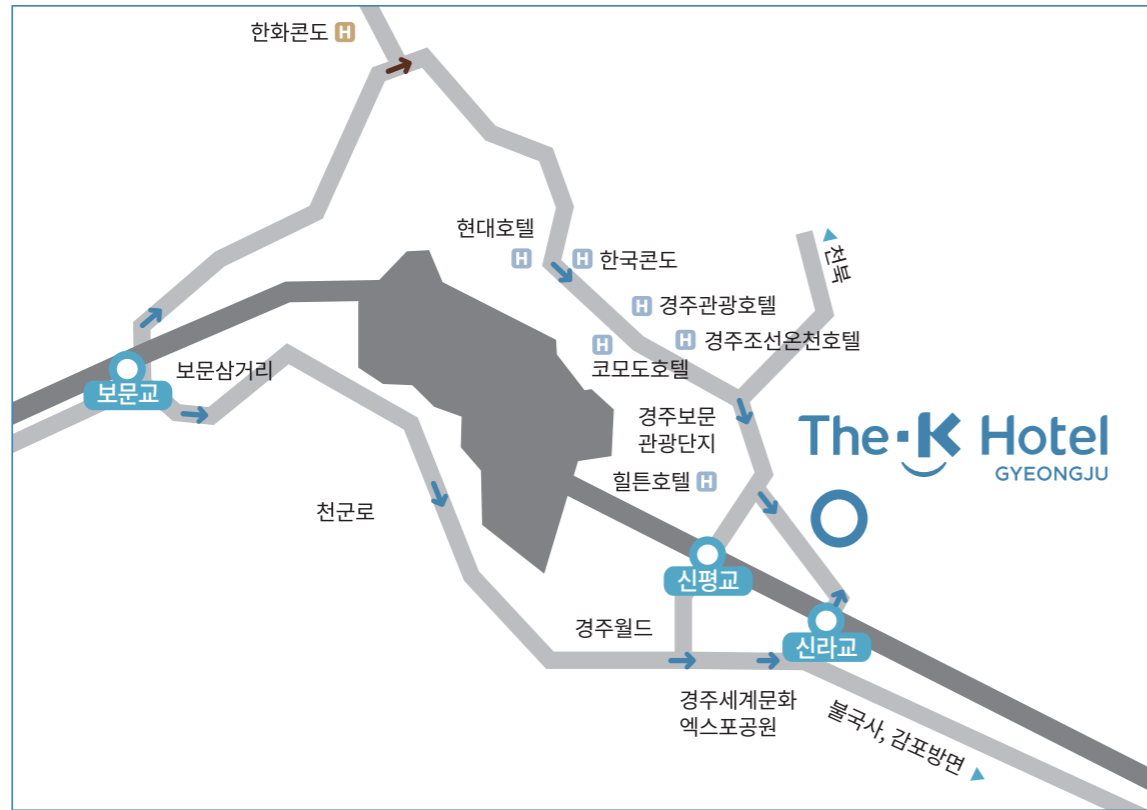 한화콘도 H
현대호텔
H
H 한국콘도
천북
H 경주관광호텔
H 경주조선온천호텔
H
코모도호텔
보문삼거리
보문교
경주보문
관광단지
The·K Hotel
GYEONGJU
힐튼호텔 H
천군로
신평교
경주월드
신라교
경주세계문화
엑스포공원
불국사, 감포방면